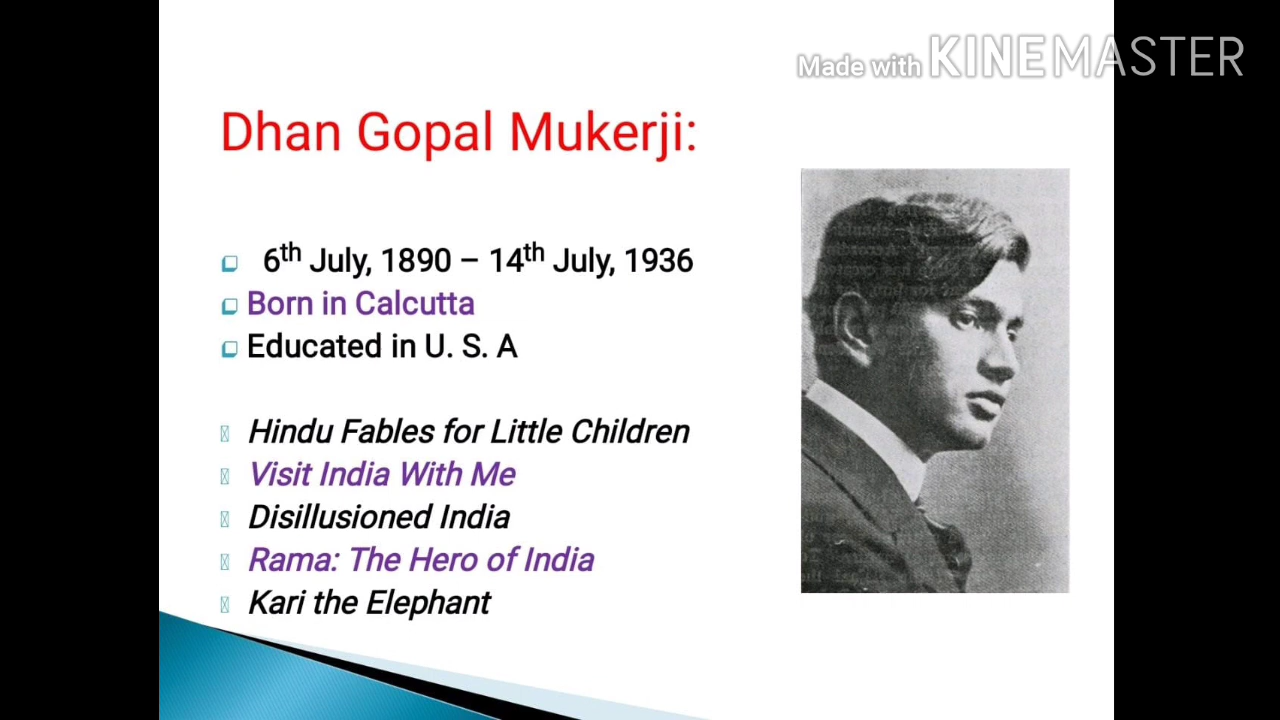 Made with KINEMASTER
Dhan Gopal Mukerji:
6th July, 1890 – 14th July, 1936
Born in Calcutta
Educated in U. S. A
Hindu Fables for Little Children
Visit India With Me
Disillusioned India
Rama: The Hero of India
Kari the Elephant